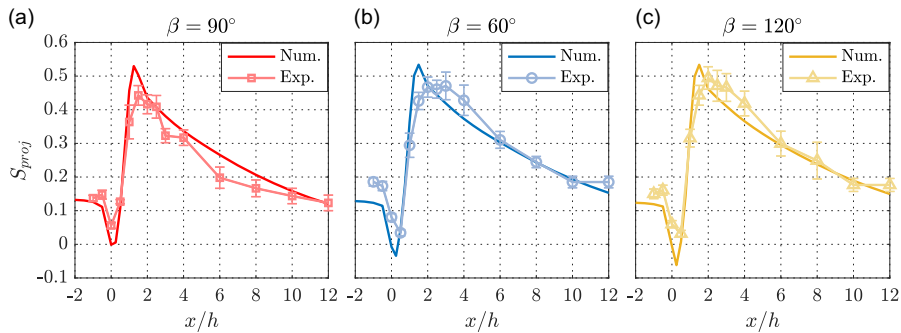 (a) β = 90°
(b) β = 60°
(c) β = 120°
0.6
0.5
0.4
0.3
0.2
0.1
0
-0.1
S_proj
Num.
Exp.
Num.
Exp.
Num.
Exp.
-2 0 2 4 6 8 10 12
-2 0 2 4 6 8 10 12
-2 0 2 4 6 8 10 12
x/h
x/h
x/h